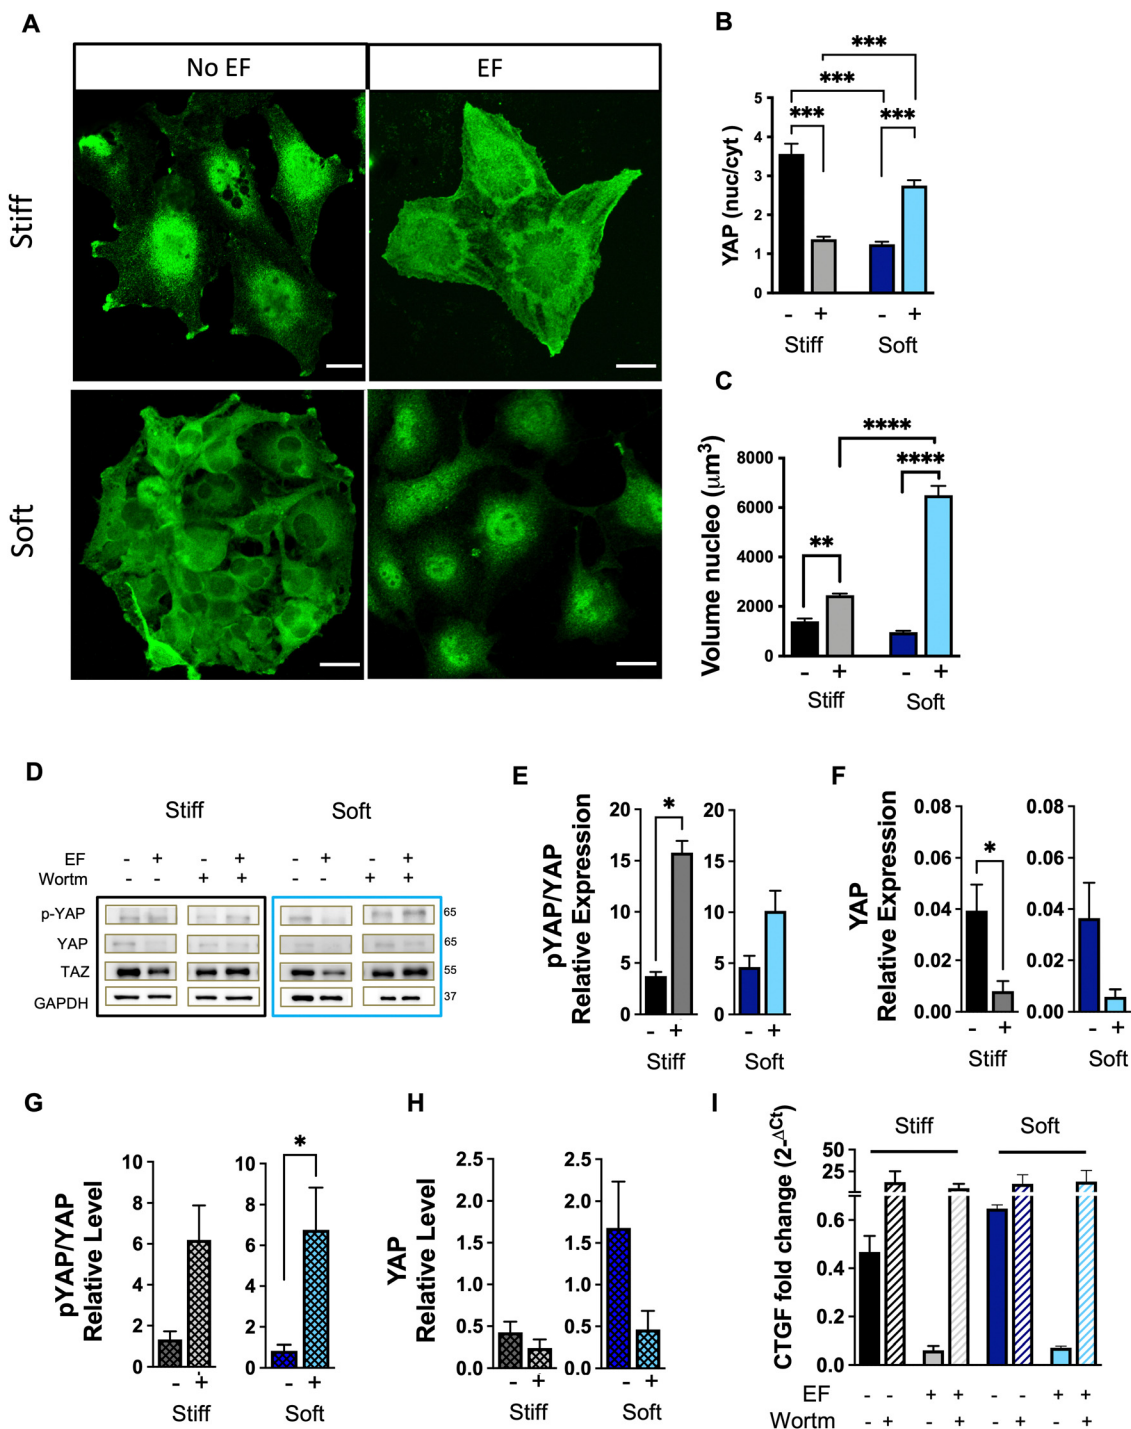 A
No EF
EF
Stiff
Soft
B
***
***
***
***
YAP (nuc/cyt )
5
4
3
2
1
0
- + - +
Stiff Soft
C
****
****
**
Volume nucleo (μm³)
8000
6000
4000
2000
0
- + - +
Stiff Soft
D
Stiff Soft
EF - + - + - + - +
Wortm - - + + - - + +
p-YAP 65
YAP 65
TAZ 55
GAPDH 37
E
pYAP/YAP
Relative Expression
20
15
10
5
0
*
- +
Stiff
20
15
10
5
0
- +
Soft
F
YAP
Relative Expression
0.08
0.06
0.04
0.02
0.00
*
- +
Stiff
0.08
0.06
0.04
0.02
0.00
- +
Soft
G
pYAP/YAP
Relative Level
10
8
6
4
2
0
- +
Stiff
10
8
6
4
2
0
*
- +
Soft
H
YAP
Relative Level
2.5
2.0
1.5
1.0
0.5
0.0
- +
Stiff
2.5
2.0
1.5
1.0
0.5
0.0
- +
Soft
I
CTGF fold change (2-ΔCt)
Stiff Soft
50
25
0.6
0.4
0.2
0.0
EF - - + + - - + +
Wortm - + - + - + - +